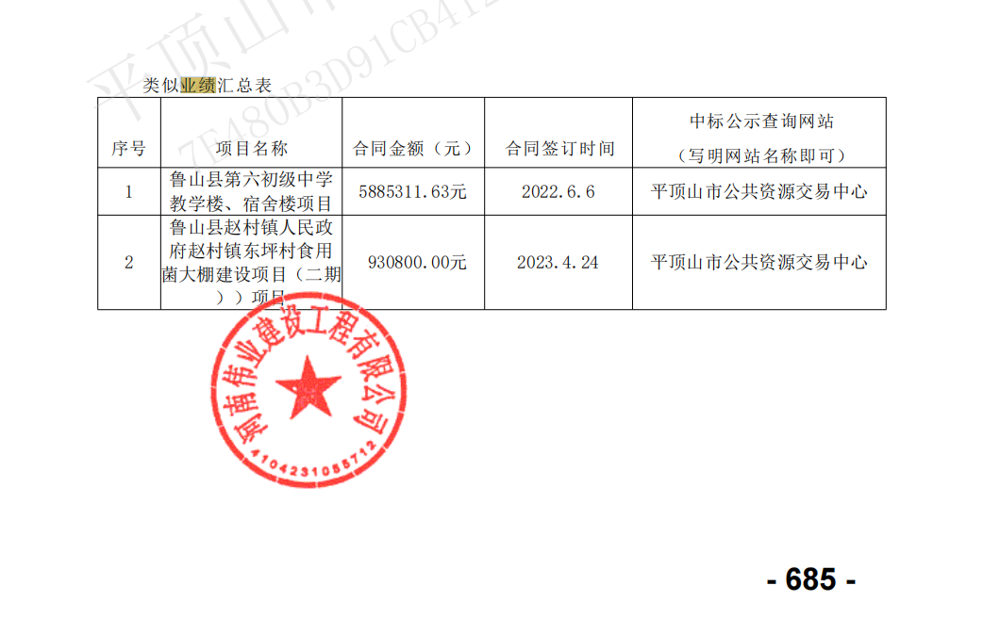 平顶山市
7E480B3D91CB412
类似业绩汇总表
序号 项目名称 合同金额（元） 合同签订时间 中标公示查询网站
（写明网站名称即可）
1 鲁山县第六初级中学
教学楼、宿舍楼项目 5885311.63元 2022.6.6 平顶山市公共资源交易中心
2 鲁山县赵村镇人民政
府赵村镇东坪村食用
菌大棚建设项目（二期
））项目 930800.00元 2023.4.24 平顶山市公共资源交易中心
河南伟业建设工程有限公司
4104231055712
- 685 -